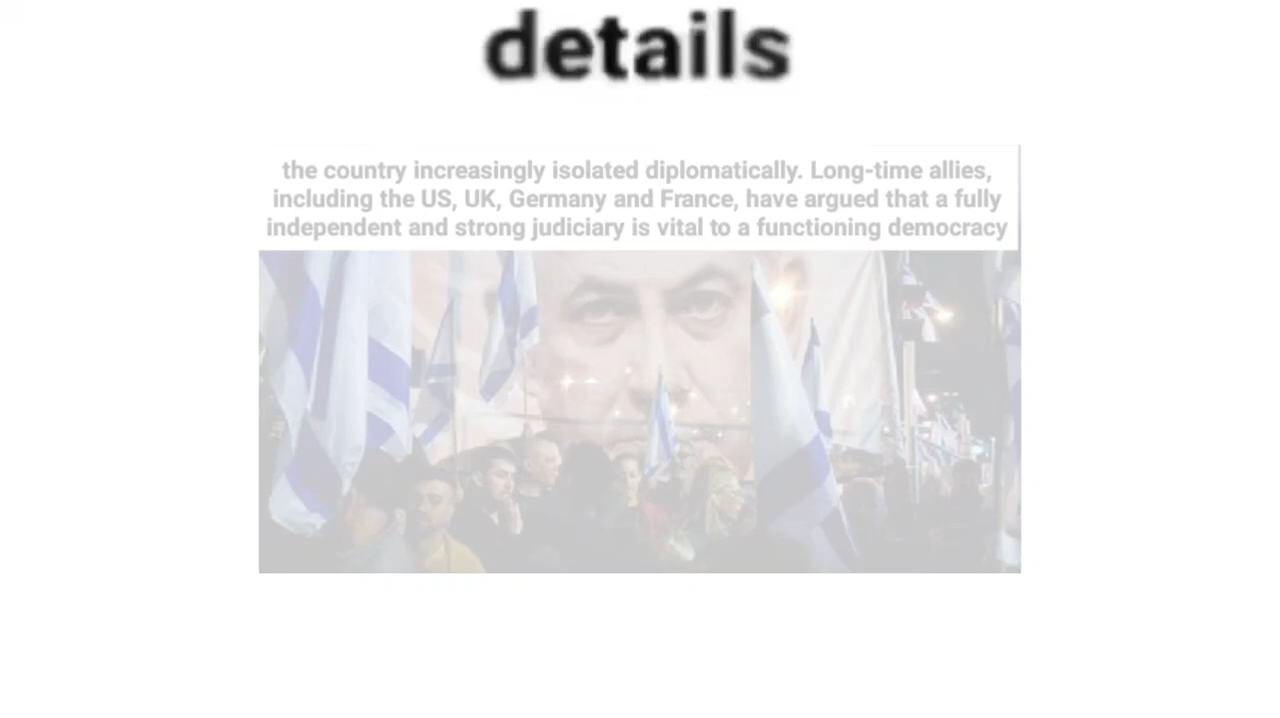 details
the country increasingly isolated diplomatically. Long-time allies,
including the US, UK, Germany and France, have argued that a fully
independent and strong judiciary is vital to a functioning democracy